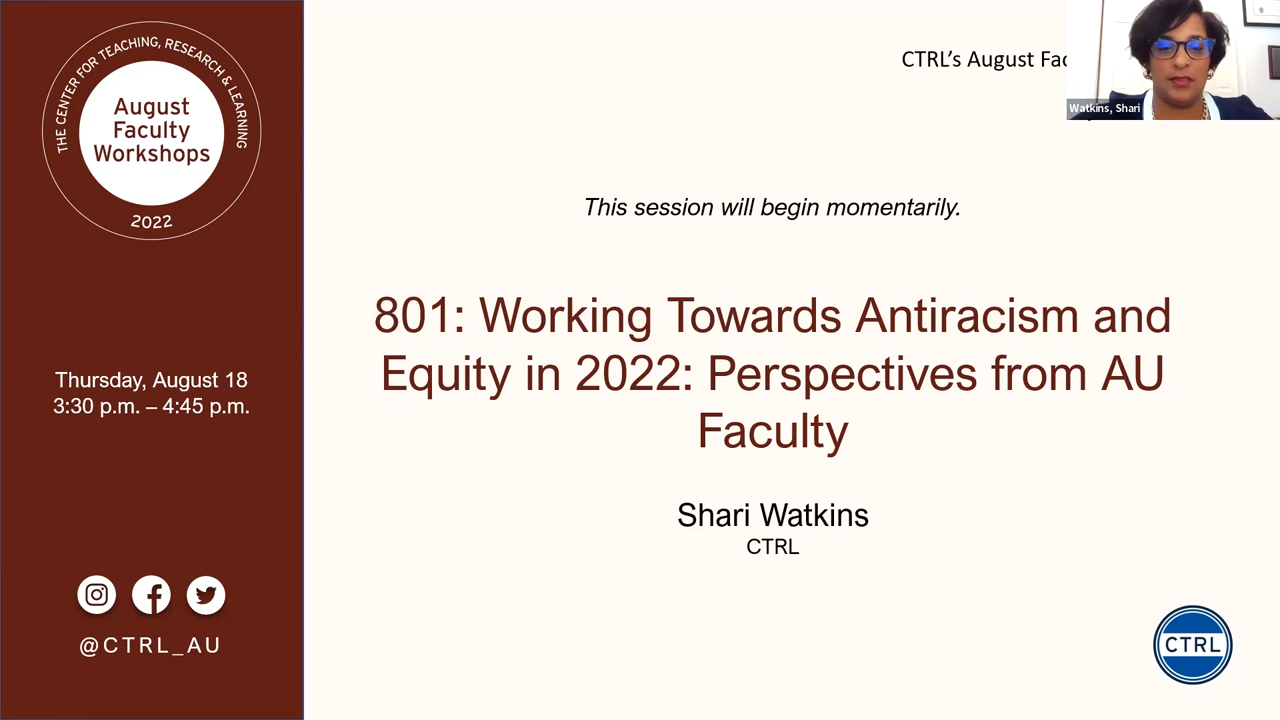 THE CENTER FOR TEACHING, RESEARCH & LEARNING
August
Faculty
Workshops
2022
Thursday, August 18
3:30 p.m. – 4:45 p.m.
@CTRL_AU
CTRL's August
Watkins, Shari
This session will begin momentarily.
801: Working Towards Antiracism and
Equity in 2022: Perspectives from AU
Faculty
Shari Watkins
CTRL
CTRL